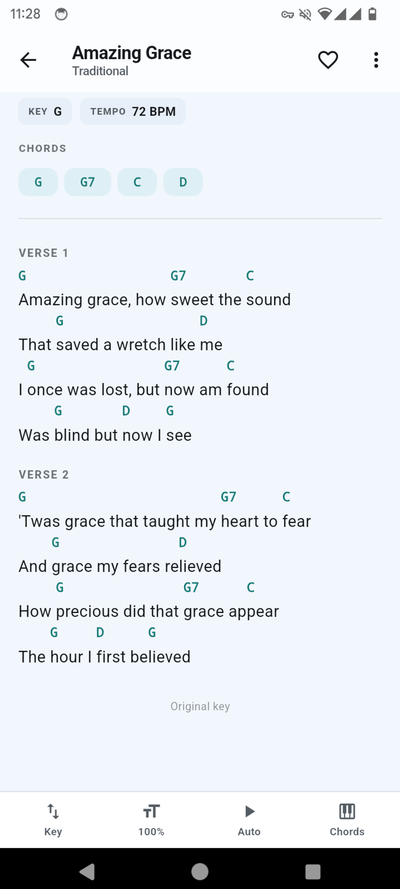 11:28
Amazing Grace
Traditional
KEY G TEMPO 72 BPM
CHORDS
G G7 C D
VERSE 1
G G7 C
Amazing grace, how sweet the sound
G D
That saved a wretch like me
G G7 C
I once was lost, but now am found
G D G
Was blind but now I see
VERSE 2
G G7 C
'Twas grace that taught my heart to fear
G D
And grace my fears relieved
G G7 C
How precious did that grace appear
G D G
The hour I first believed
Original key
Key 100% Auto Chords